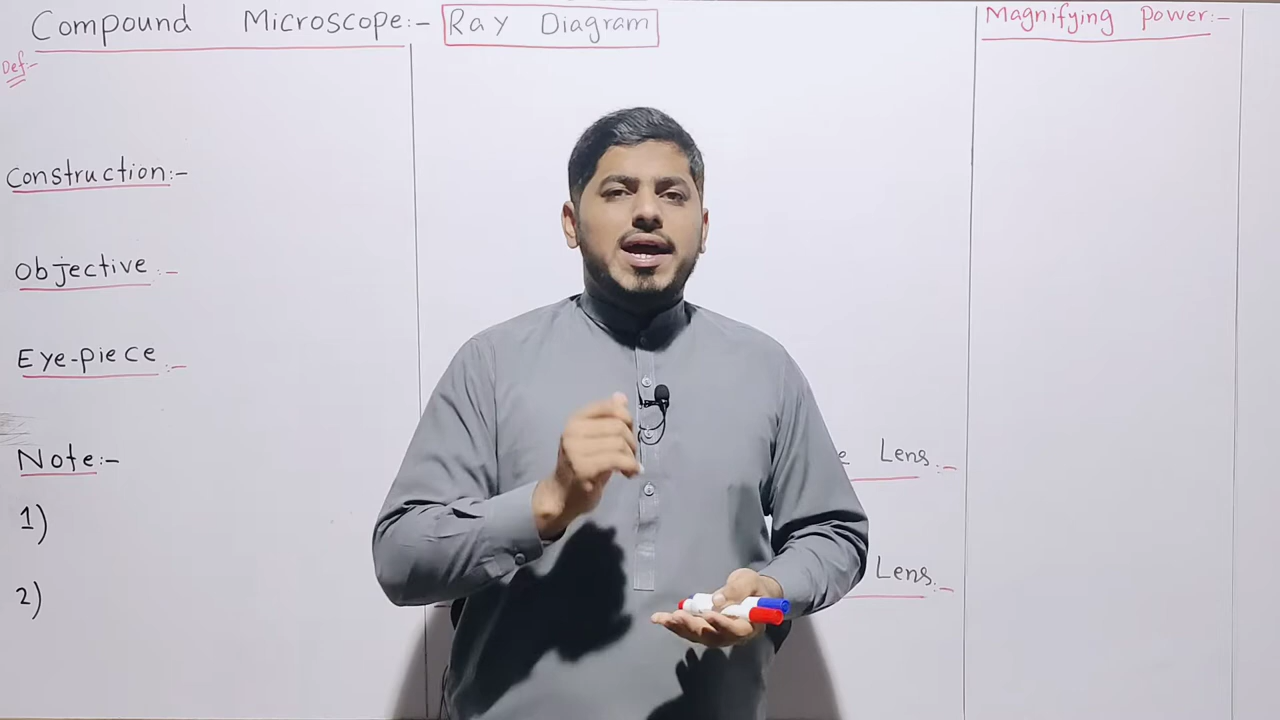 Compound Microscope:-
Def:-
Construction:-
Objective:-
Eye-piece:-
Note:-
1)
2)
Ray Diagram
Lens:-
Lens:-
Magnifying Power:-